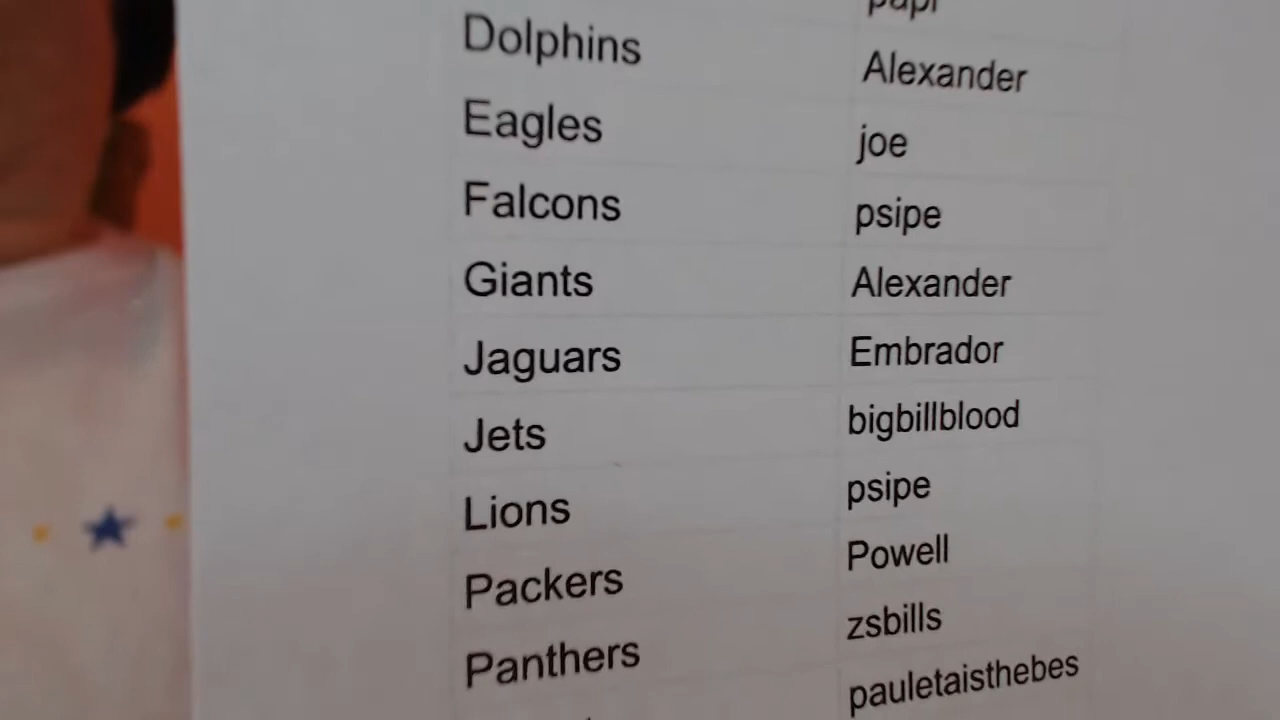 Dolphins Alexander
Eagles joe
Falcons psipe
Giants Alexander
Jaguars Embrador
Jets bigbillblood
Lions psipe
Packers Powell
Panthers zsbills
pauletaisthebes